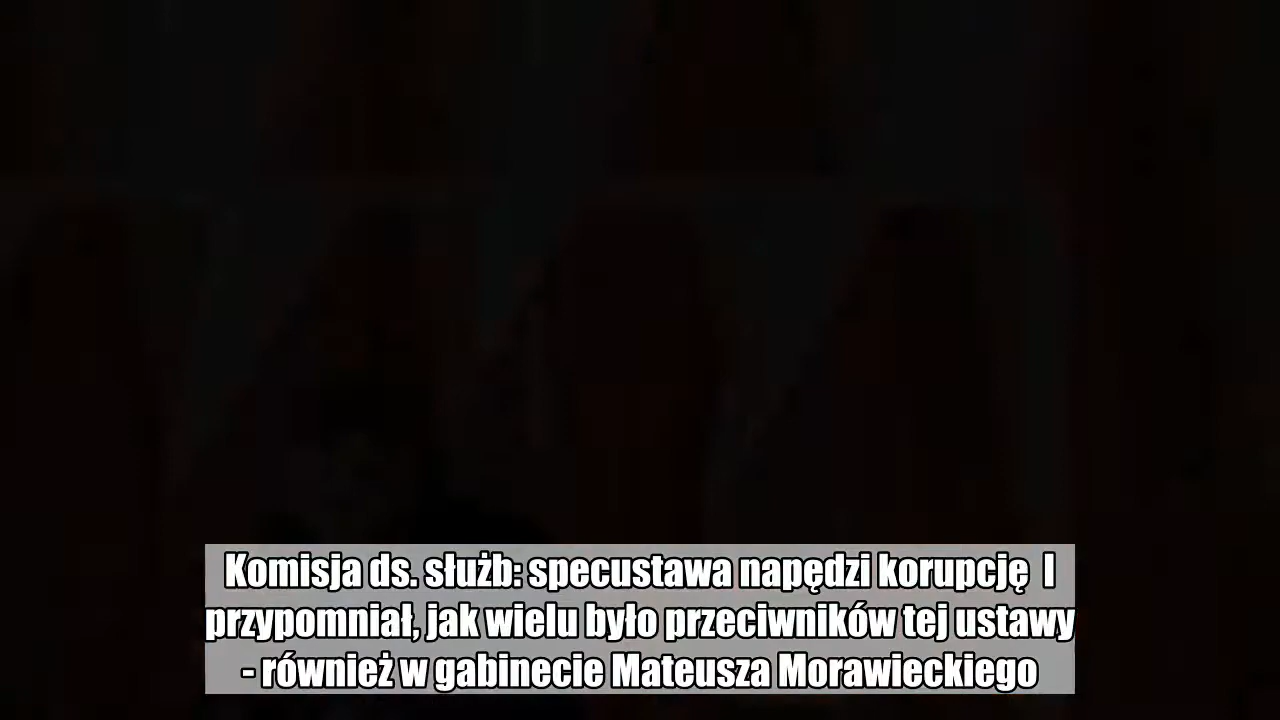 Komisja ds. służb: specustawa napędzi korupcję I
przypomniał, jak wielu było przeciwników tej ustawy
- również w gabinecie Mateusza Morawieckiego